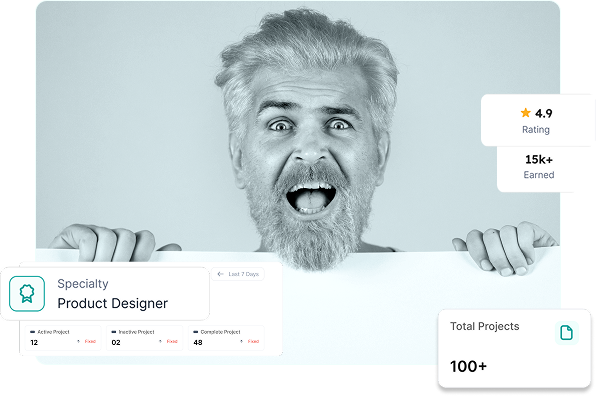 4.9
Rating
15k+
Earned
Last 7 Days
Specialty
Product Designer
Active Project
12
Fixed
Inactive Project
02
Fixed
Complete Project
48
Fixed
Total Projects
100+